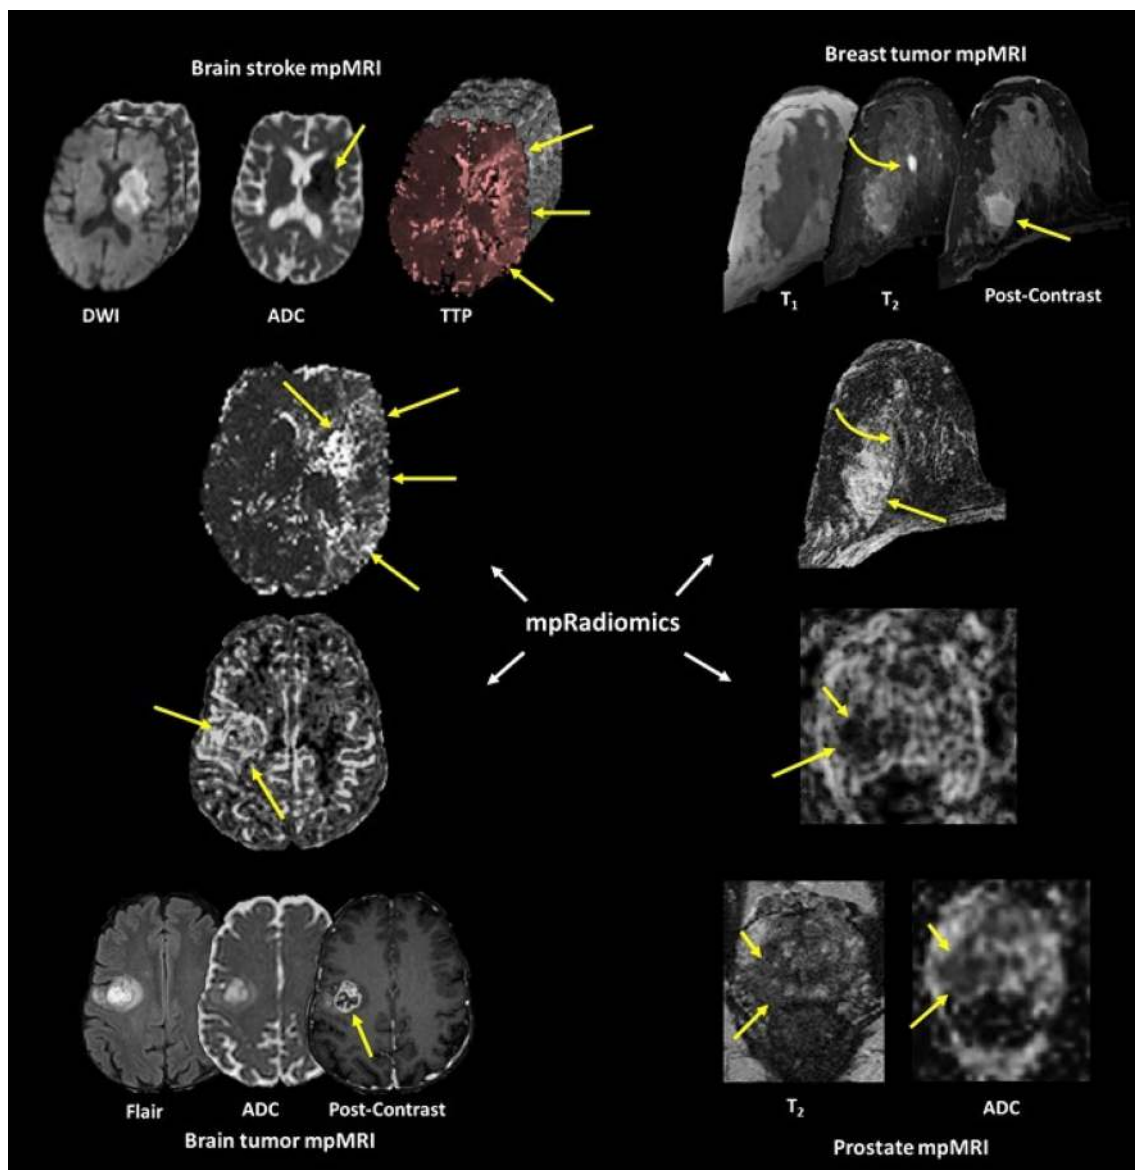 Brain stroke mpMRI
Breast tumor mpMRI
DWI
ADC
TTP
T1
T2
Post-Contrast
mpRadiomics
Flair
ADC
Post-Contrast
Brain tumor mpMRI
T2
ADC
Prostate mpMRI